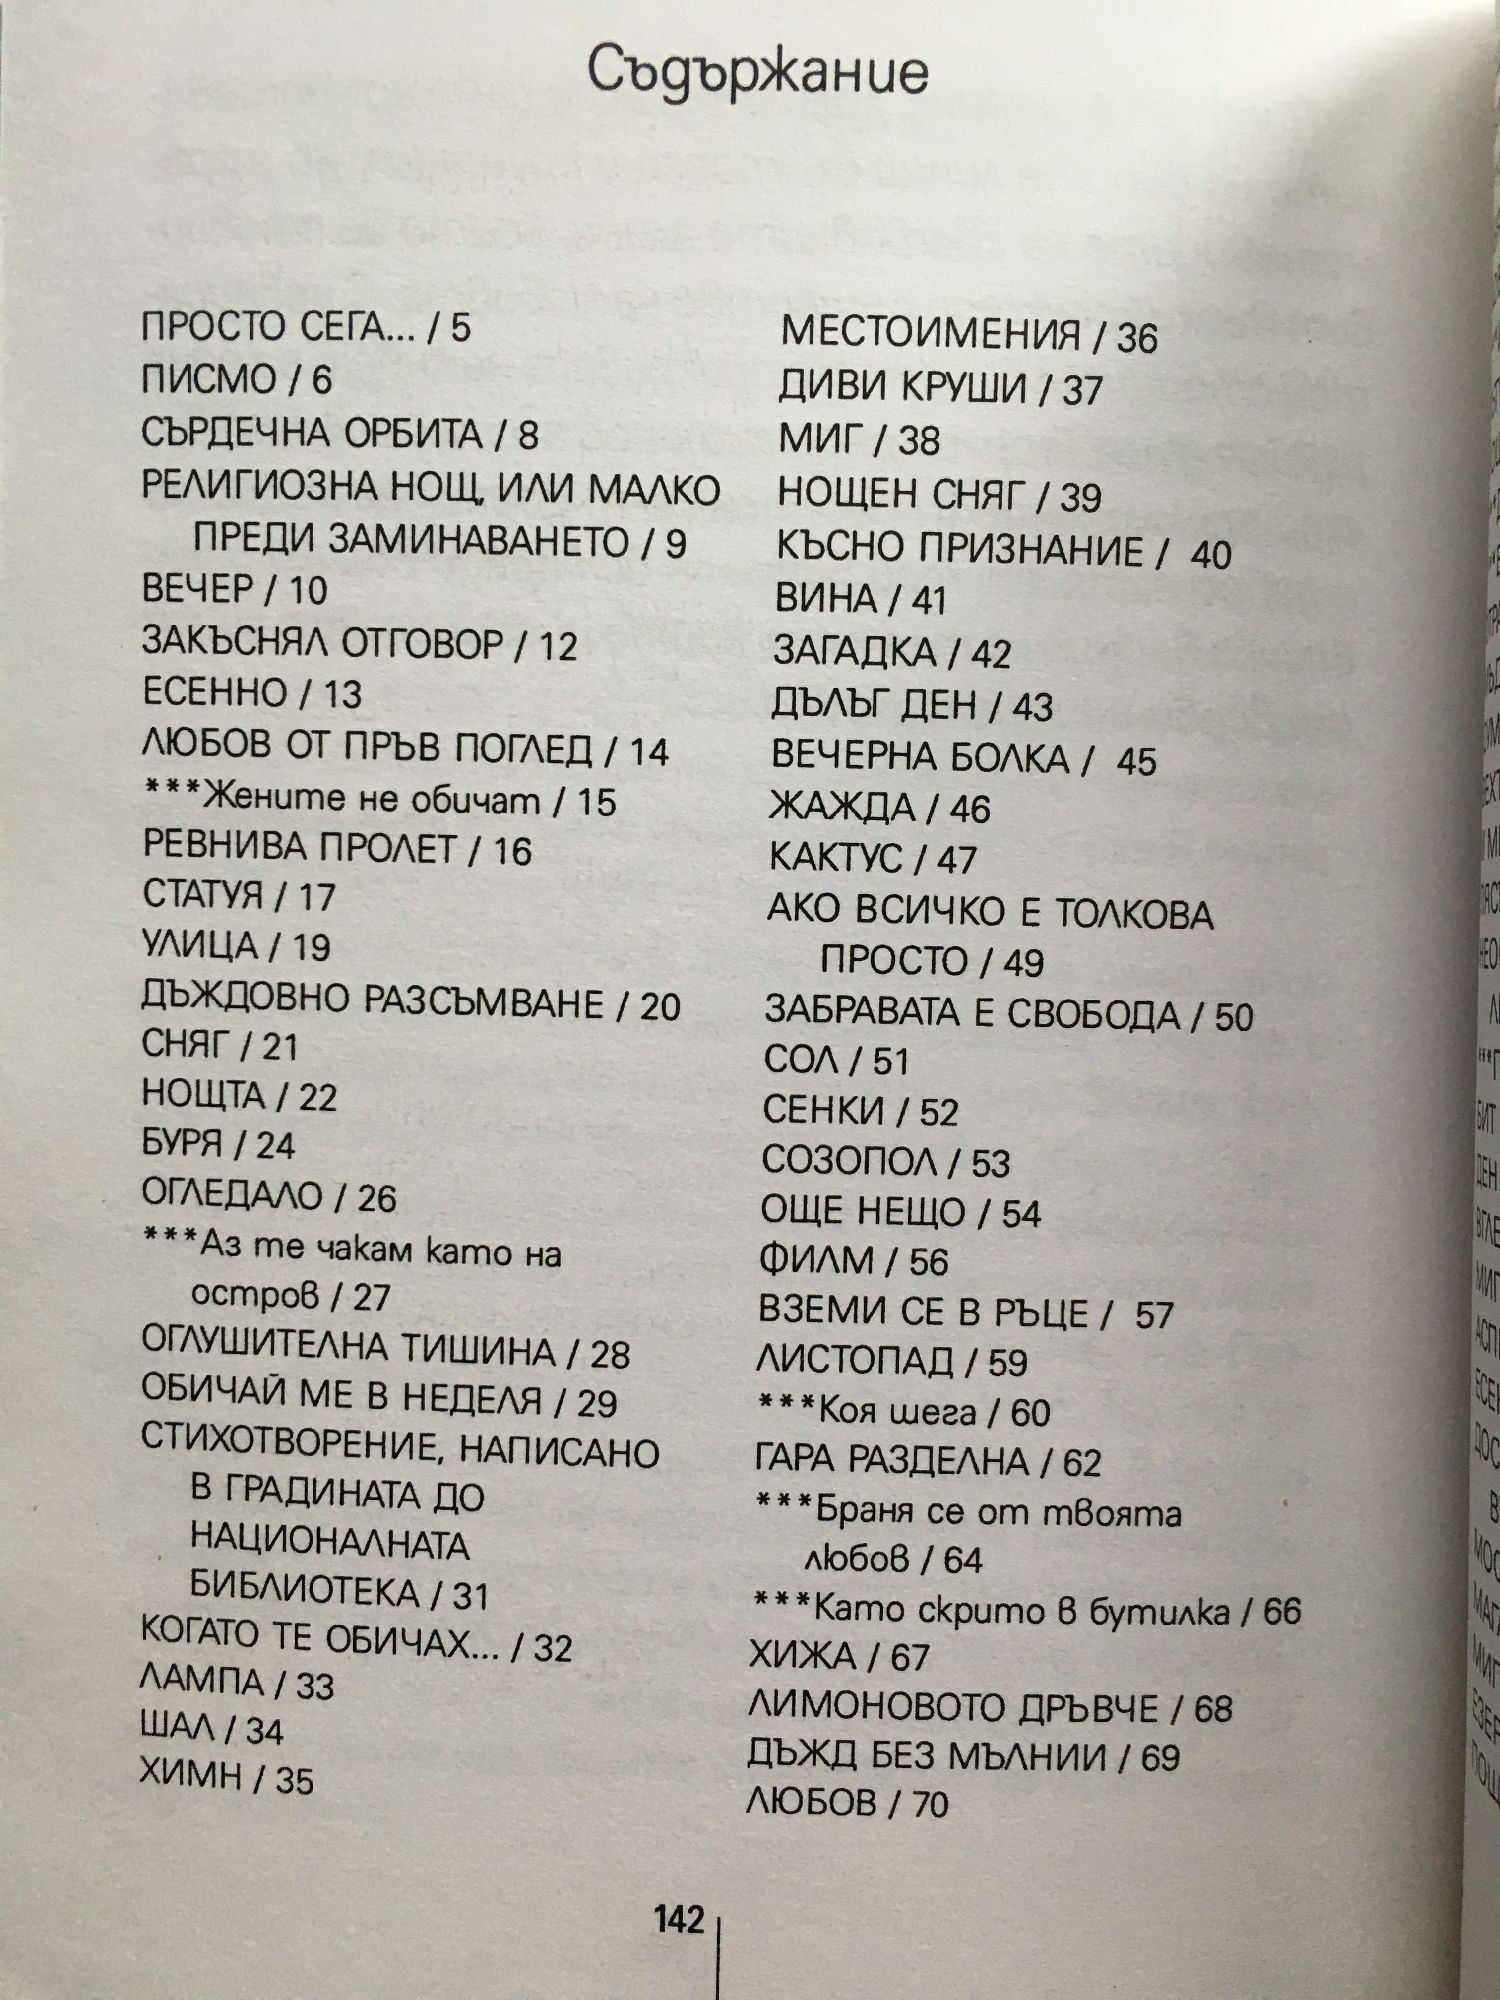 Съдържание
ПРОСТО СЕГА... / 5
ПИСМО / 6
СЪРДЕЧНА ОРБИТА / 8
РЕЛИГИОЗНА НОЩ, ИЛИ МАЛКО
ПРЕДИ ЗАМИНАВАНЕТО / 9
ВЕЧЕР / 10
ЗАКЪСНЯЛ ОТГОВОР / 12
ЕСЕННО / 13
ЛЮБОВ ОТ ПРЪВ ПОГЛЕД / 14
***Жените не обичат / 15
РЕВНИВА ПРОЛЕТ / 16
СТАТУЯ / 17
УЛИЦА / 19
ДЪЖДОВНО РАЗСЪМВАНЕ / 20
СНЯГ / 21
НОЩТА / 22
БУРЯ / 24
ОГЛЕДАЛО / 26
***Аз те чакам като на
остров / 27
ОГЛУШИТЕЛНА ТИШИНА / 28
ОБИЧАЙ МЕ В НЕДЕЛЯ / 29
СТИХОТВОРЕНИЕ, НАПИСАНО
В ГРАДИНАТА ДО
НАЦИОНАЛНАТА
БИБЛИОТЕКА / 31
КОГАТО ТЕ ОБИЧАХ... / 32
ЛАМПА / 33
ШАЛ / 34
ХИМН / 35
МЕСТОИМЕНИЯ / 36
ДИВИ КРУШИ / 37
МИГ / 38
НОЩЕН СНЯГ / 39
КЪСНО ПРИЗНАНИЕ / 40
ВИНА / 41
ЗАГАДКА / 42
ДЪЛЪГ ДЕН / 43
ВЕЧЕРНА БОЛКА / 45
ЖАЖДА / 46
КАКТУС / 47
АКО ВСИЧКО Е ТОЛКОВА
ПРОСТО / 49
ЗАБРАВАТА Е СВОБОДА / 50
СОЛ / 51
СЕНКИ / 52
СОЗОПОЛ / 53
ОЩЕ НЕЩО / 54
ФИЛМ / 56
ВЗЕМИ СЕ В РЪЦЕ / 57
ЛИСТОПАД / 59
***Коя шега / 60
ГАРА РАЗДЕЛНА / 62
***Браня се от твоята
любов / 64
***Като скрито в бутилка / 66
ХИЖА / 67
ЛИМОНОВОТО ДРЪВЧЕ / 68
ДЪЖД БЕЗ МЪЛНИИ / 69
ЛЮБОВ / 70
142